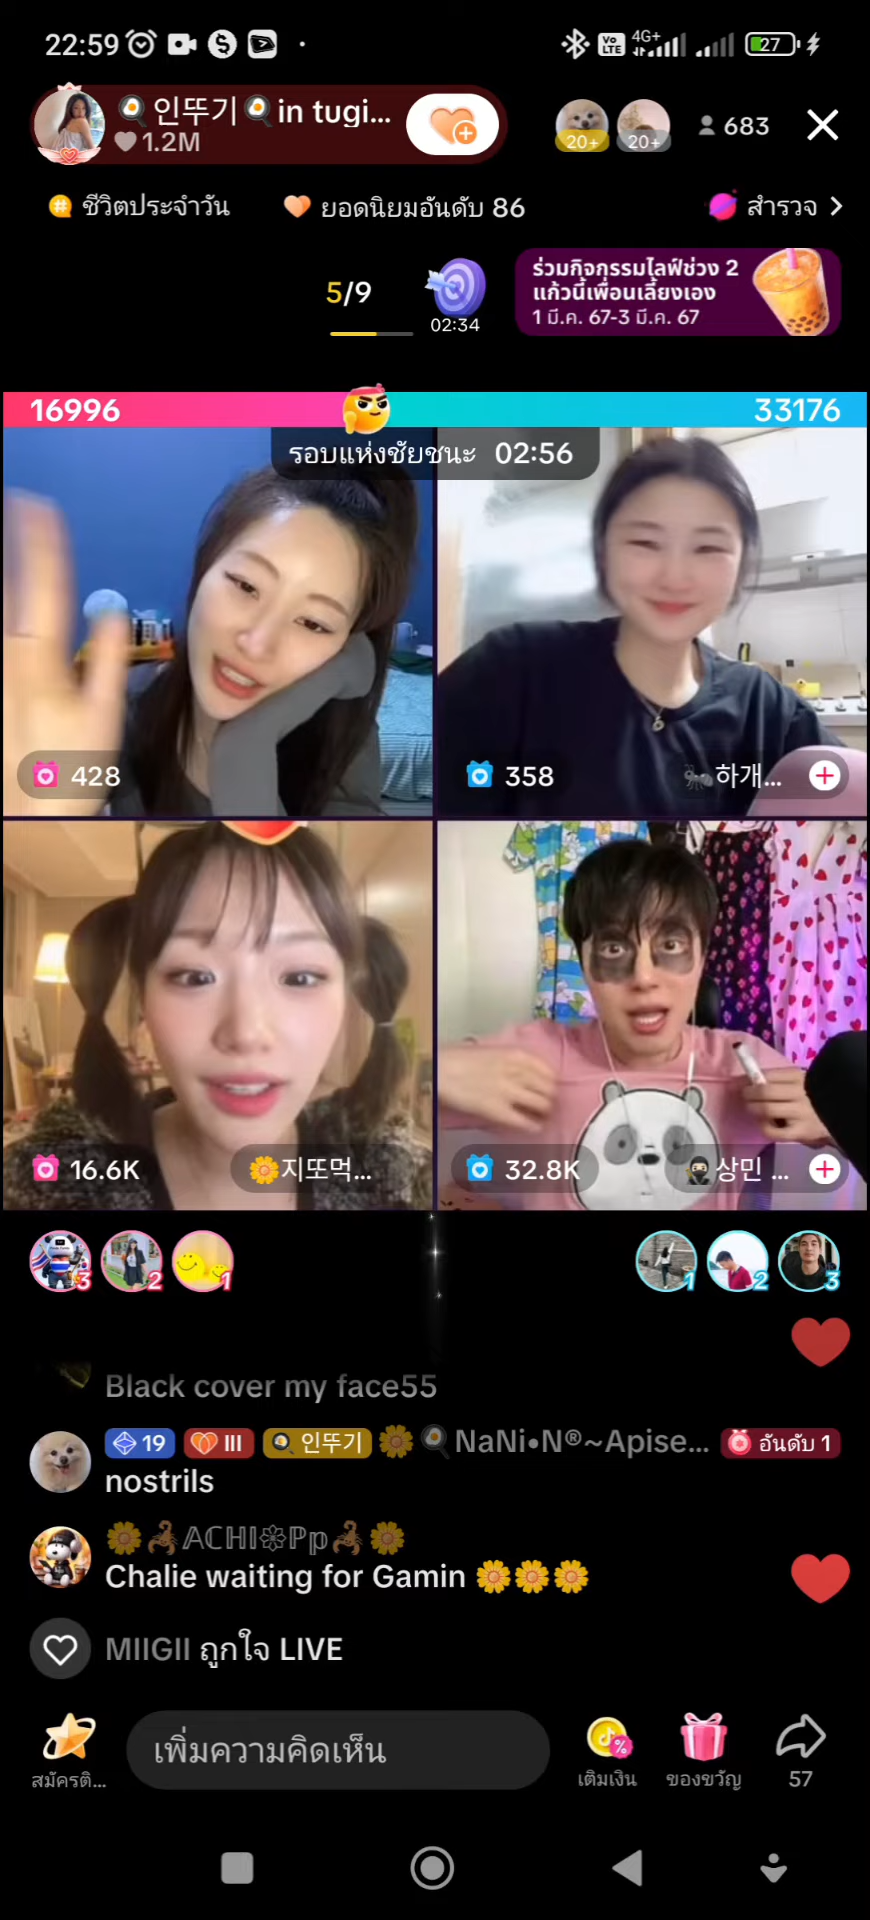 22:59
Vo LTE 4G+ 27
🍳인뚜기🍳in tugi...
1.2M
20+ 20+ 683
ชีวิตประจำวัน
ยอดนิยมอันดับ 86
สำรวจ
5/9
02:34
ร่วมกิจกรรมไลฟ์ช่วง 2
แก้วนี้เพื่อนเลี้ยงเอง
1 มี.ค. 67-3 มี.ค. 67
16996 33176
รอบแห่งชัยชนะ 02:56
428
358 🐜하개...
16.6K 🌼지또먹...
32.8K 🥷상민 ...
3 2 1 1 2 3
Black cover my face55
19 III 인뚜기 🌼🍳NaNi•N®~Apise... อันดับ 1
nostrils
🌼🦂𝔸ℂℍ𝕀❊ℙ𝕡🦂🌼
Chalie waiting for Gamin 🌼🌼🌼
MIIGII ถูกใจ LIVE
สมัครติ...
เพิ่มความคิดเห็น
เติมเงิน
ของขวัญ
57